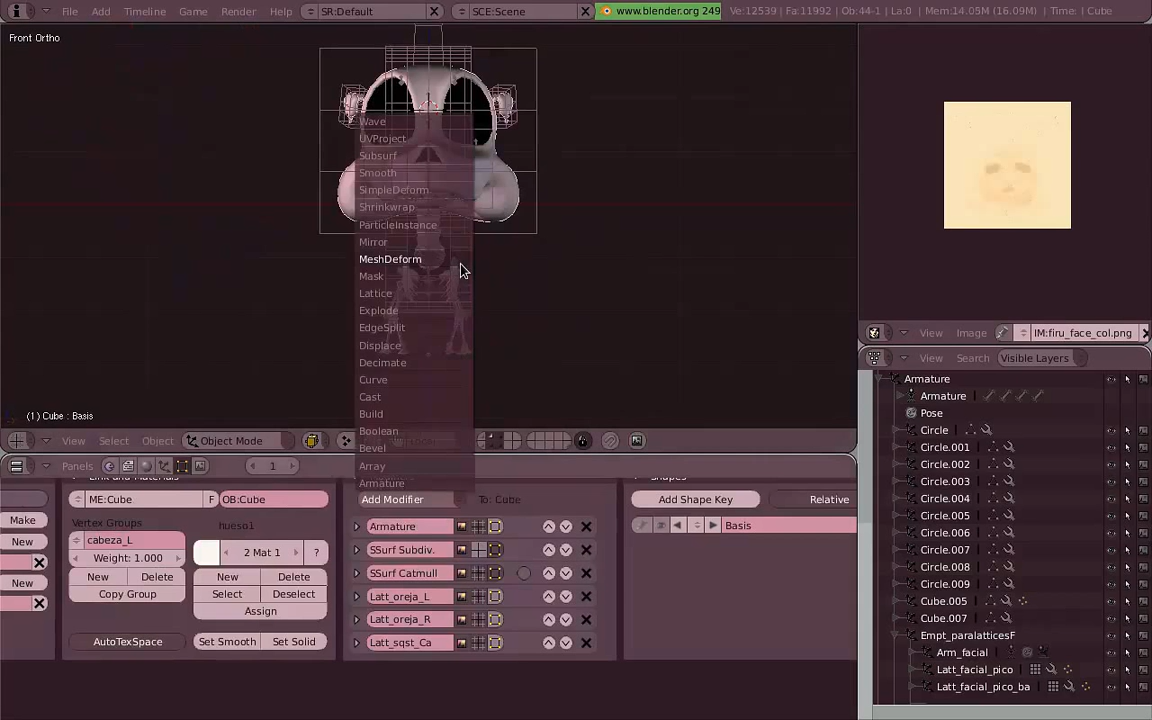 File Add Timeline Game Render Help SR:Default SCE:Scene www.blender.org 249 Ve:12539 | Fa:11992 | Ob:44-1 | La:0 | Mem:14.05M (16.09M) | Time: | Cube
Front Ortho
Wave
UVProject
Subsurf
Smooth
SimpleDeform
Shrinkwrap
ParticleInstance
Mirror
MeshDeform
Mask
Lattice
Explode
EdgeSplit
Displace
Decimate
Curve
Cast
Build
Boolean
Bevel
Array
Armature
(1) Cube : Basis
View Select Object Object Mode
View Image IM:firu_face_col.png
View Search Visible Layers
Armature
Armature
Pose
Circle
Circle.001
Circle.002
Circle.003
Circle.004
Circle.005
Circle.006
Circle.007
Circle.008
Circle.009
Cube.005
Cube.007
Empt_paralatticesF
Arm_facial
Latt_facial_pico
Latt_facial_pico_ba
Panels 1
Link and Materials
ME:Cube F OB:Cube
Vertex Groups
cabeza_L
Weight: 1.000
New Delete
Copy Group
AutoTexSpace
hueso1
2 Mat 1 ?
New Delete
Select Deselect
Assign
Set Smooth Set Solid
Make
New
New
Modifiers
Add Modifier To: Cube
Armature
SSurf Subdiv.
SSurf Catmull
Latt_oreja_L
Latt_oreja_R
Latt_sqst_Ca
Shapes
Add Shape Key Relative
Basis